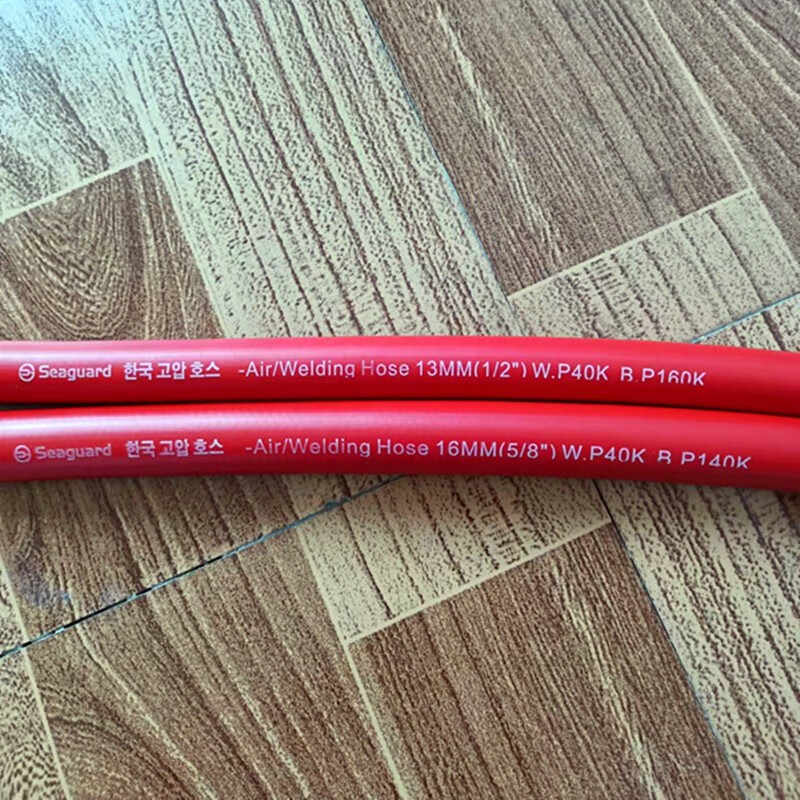 Seaguard 한국 고압 호스 -Air/Welding Hose 13MM(1/2") W.P40K B.P160K
Seaguard 한국 고압 호스 -Air/Welding Hose 16MM(5/8") W.P40K B.P140K